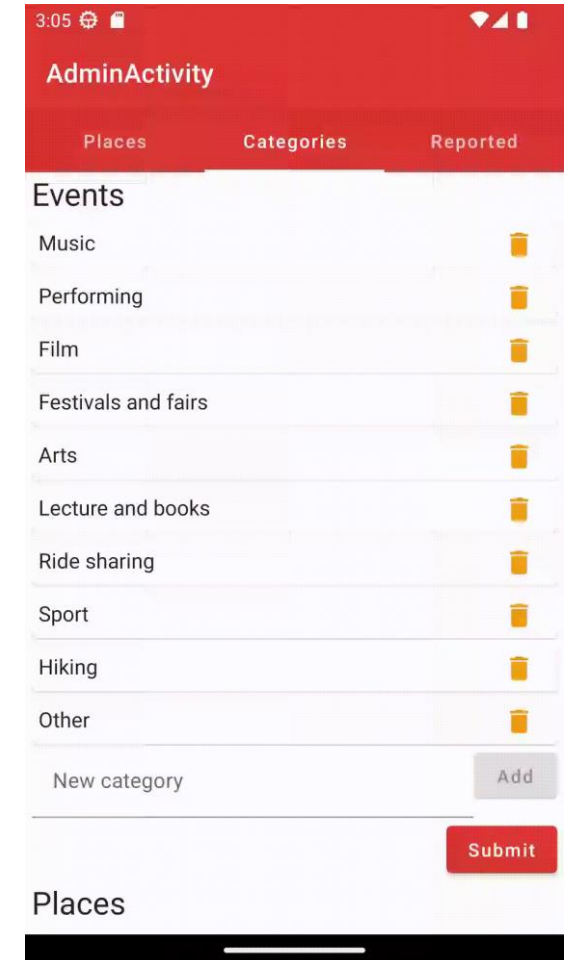 3:05
AdminActivity
Places Categories Reported
Events
Music
Performing
Film
Festivals and fairs
Arts
Lecture and books
Ride sharing
Sport
Hiking
Other
New category Add
Submit
Places